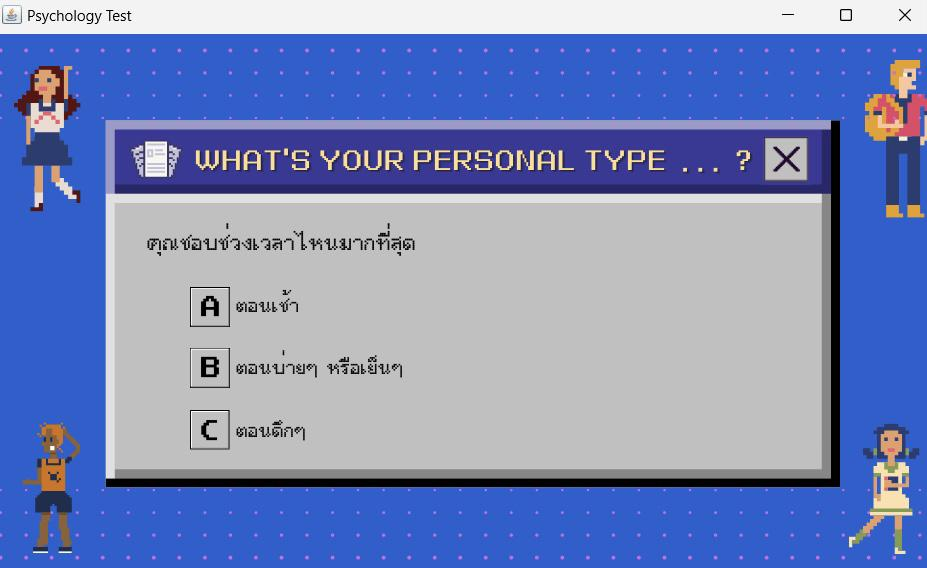 Psychology Test
WHAT'S YOUR PERSONAL TYPE ... ?
คุณชอบช่วงเวลาไหนมากที่สุด
A ตอนเช้า
B ตอนบ่ายๆ หรือเย็นๆ
C ตอนดึกๆ